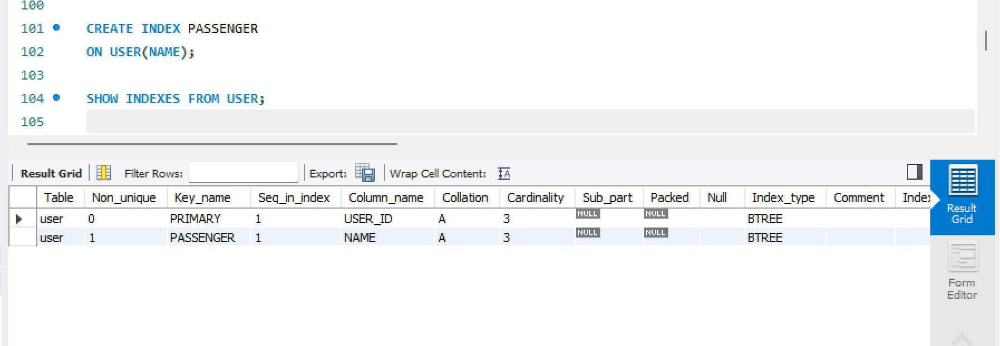 100
101 CREATE INDEX PASSENGER
102 ON USER(NAME);
103
104 SHOW INDEXES FROM USER;
105
Result Grid Filter Rows: Export: Wrap Cell Content:
Table Non_unique Key_name Seq_in_index Column_name Collation Cardinality Sub_part Packed Null Index_type Comment Index
user 0 PRIMARY 1 USER_ID A 3 NULL NULL BTREE
user 1 PASSENGER 1 NAME A 3 NULL NULL BTREE
Result
Grid
Form
Editor